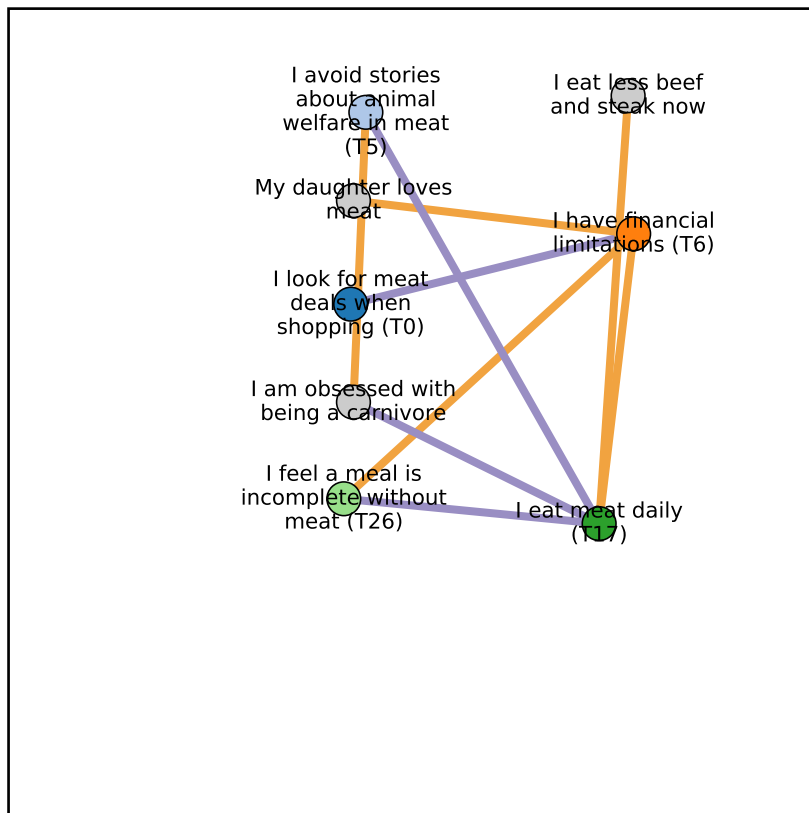 I avoid stories
about animal
welfare in meat
(T5)
I eat less beef
and steak now
My daughter loves
meat
I have financial
limitations (T6)
I look for meat
deals when
shopping (T0)
I am obsessed with
being a carnivore
I feel a meal is
incomplete without
meat (T26)
I eat meat daily
(T17)